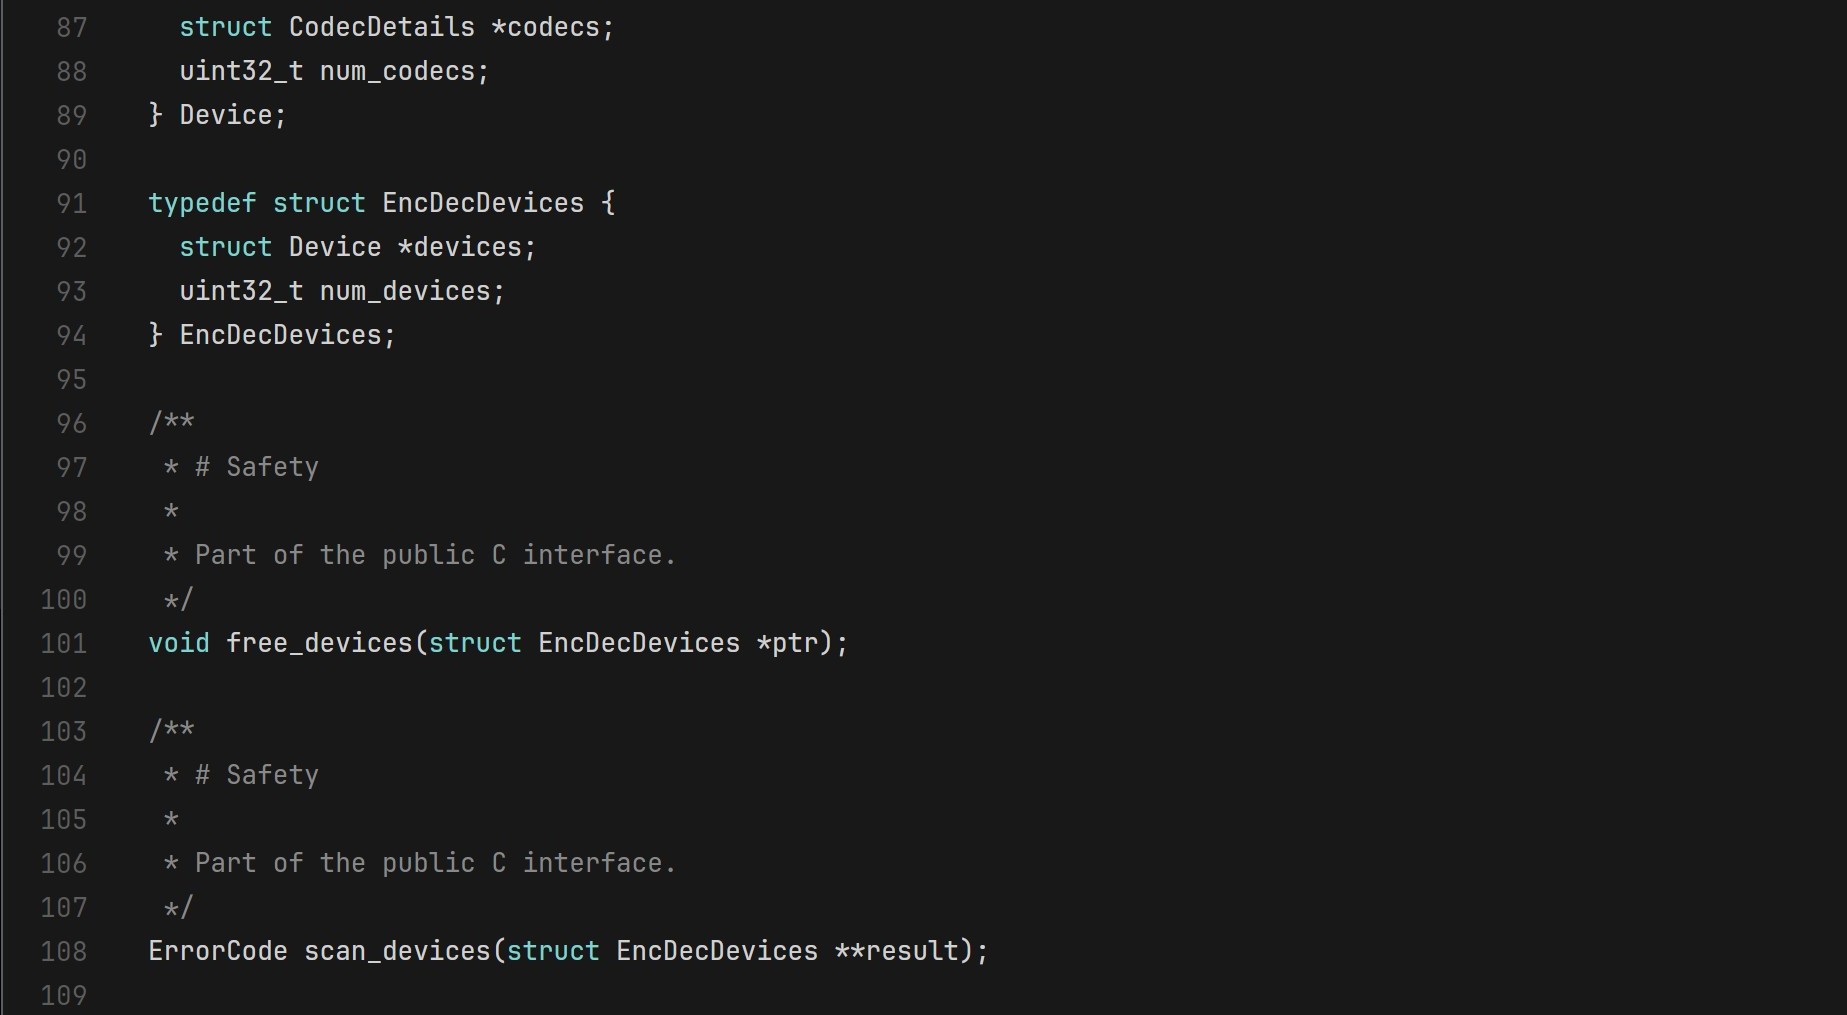 87 struct CodecDetails *codecs;
88 uint32_t num_codecs;
89 } Device;
90
91 typedef struct EncDecDevices {
92 struct Device *devices;
93 uint32_t num_devices;
94 } EncDecDevices;
95
96 /**
97 * # Safety
98 *
99 * Part of the public C interface.
100 */
101 void free_devices(struct EncDecDevices *ptr);
102
103 /**
104 * # Safety
105 *
106 * Part of the public C interface.
107 */
108 ErrorCode scan_devices(struct EncDecDevices **result);
109